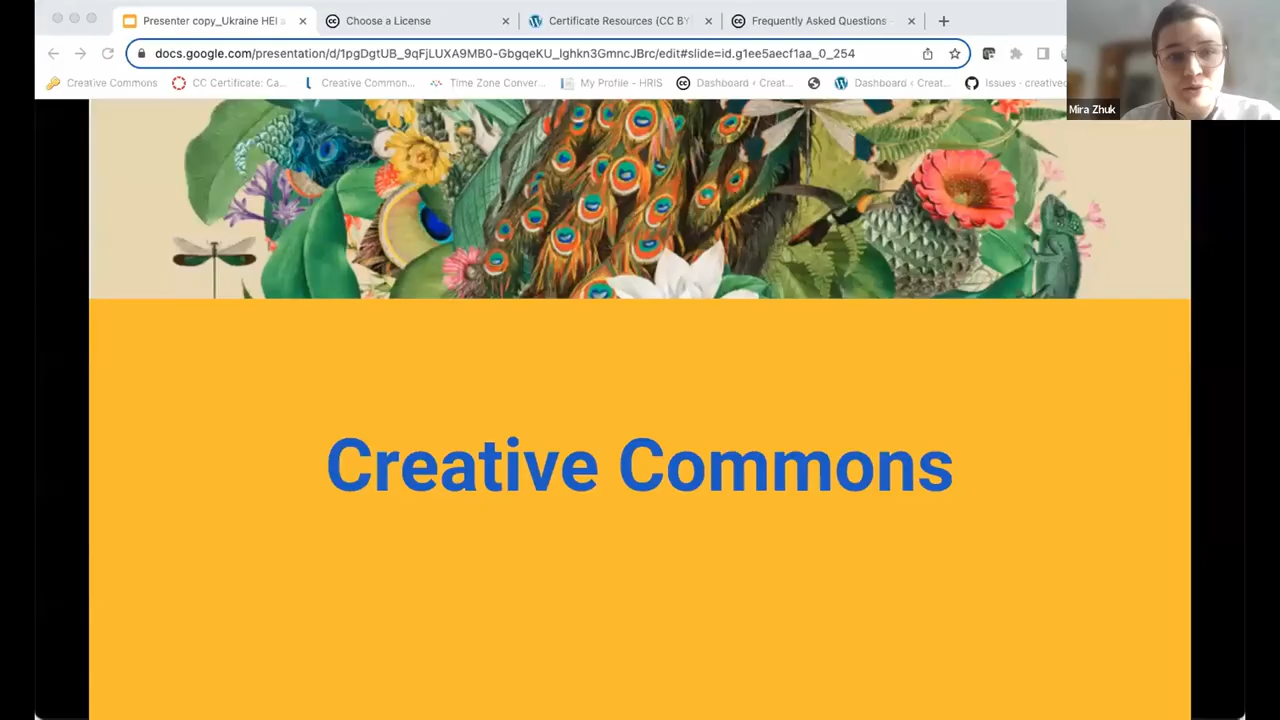 Presenter copy_Ukraine HEI a
Choose a License
Certificate Resources (CC BY
Frequently Asked Questions -
docs.google.com/presentation/d/1pgDgtUB_9qFjLUXA9MB0-GbgqeKU_Ighkn3GmncJBrc/edit#slide=id.g1ee5aecf1aa_0_254
Creative Commons
CC Certificate: Ca...
Creative Common...
Time Zone Conver...
My Profile - HRIS
Dashboard ‹ Creat...
Dashboard ‹ Creat...
Issues · creativec
Mira Zhuk
Creative Commons